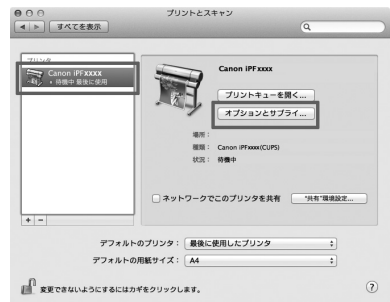 プリントとスキャン
すべてを表示
プリンタ
Canon iPFxxxx
• 待機中 最後に使用
Canon iPFxxxx
プリントキューを開く...
オプションとサプライ...
場所：
種類： Canon iPFxxxx(CUPS)
状況： 待機中
ネットワークでこのプリンタを共有
"共有"環境設定...
+ −
デフォルトのプリンタ： 最後に使用したプリンタ
デフォルトの用紙サイズ： A4
変更できないようにするにはカギをクリックします。
?